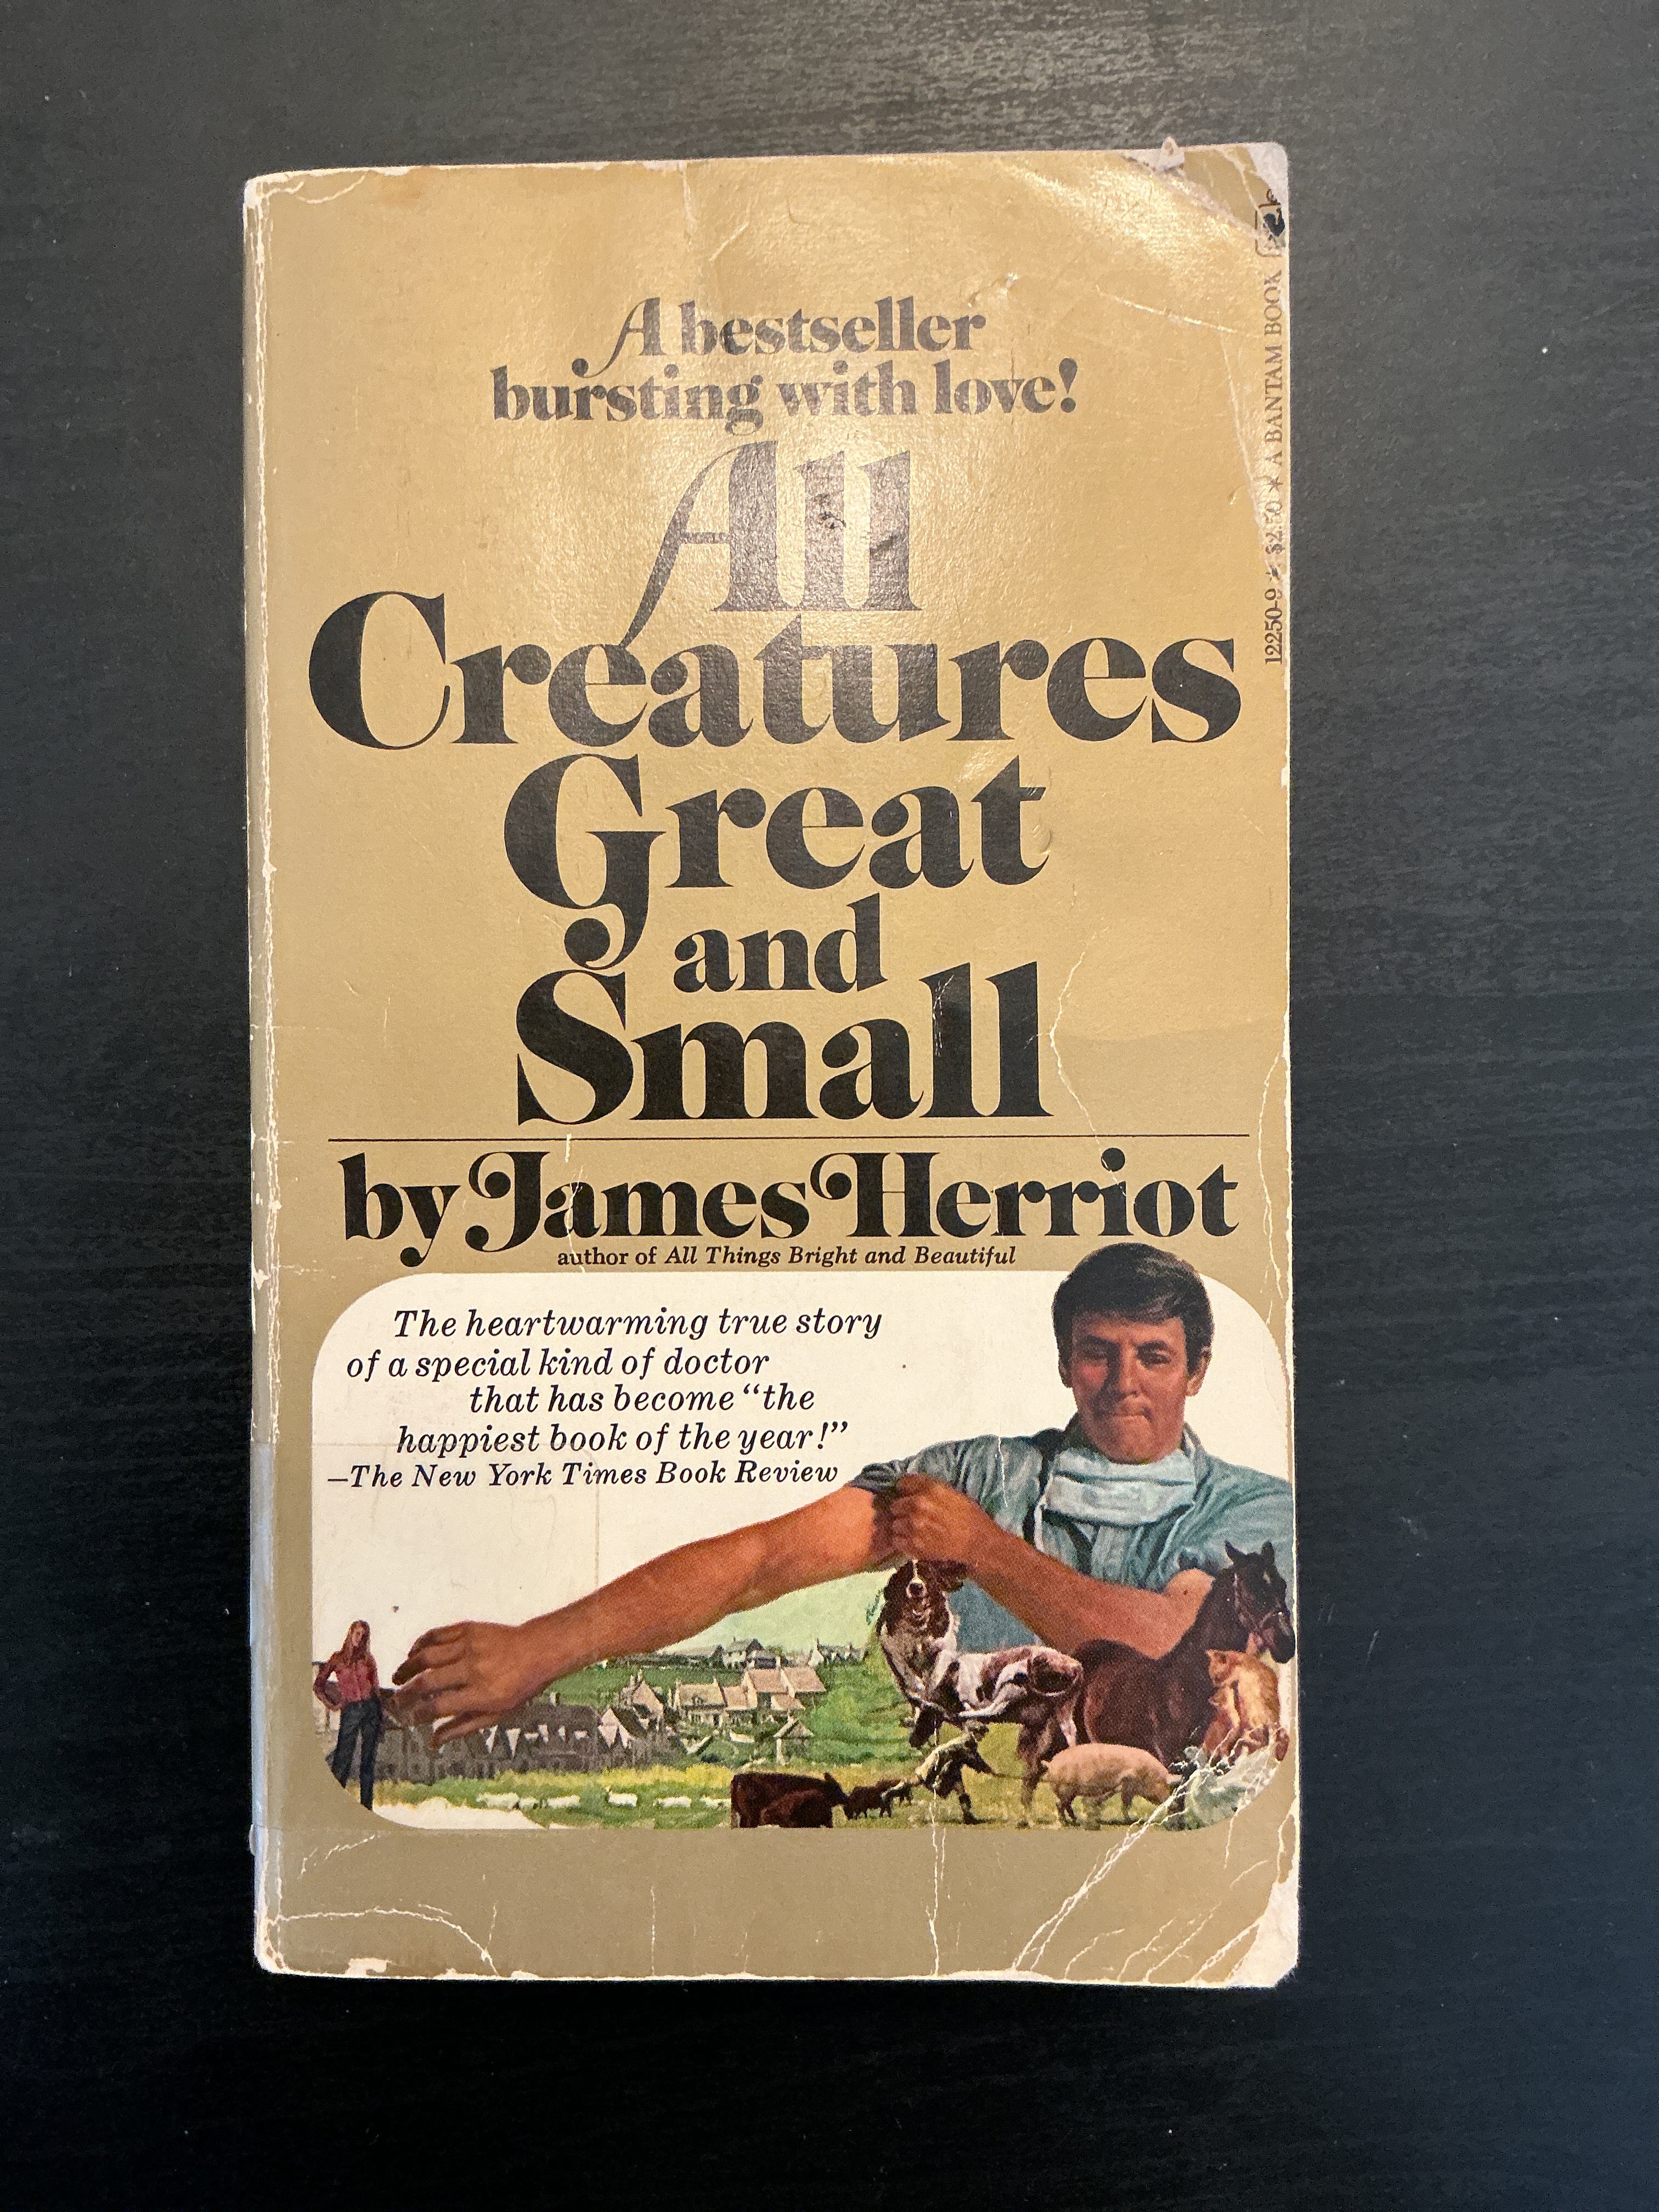 A bestseller
bursting with love!
All
Creatures
Great
and
Small
by James Herriot
author of All Things Bright and Beautiful
The heartwarming true story
of a special kind of doctor
that has become “the
happiest book of the year!”
—The New York Times Book Review
12250-9 * $2.50 * A BANTAM BOOK